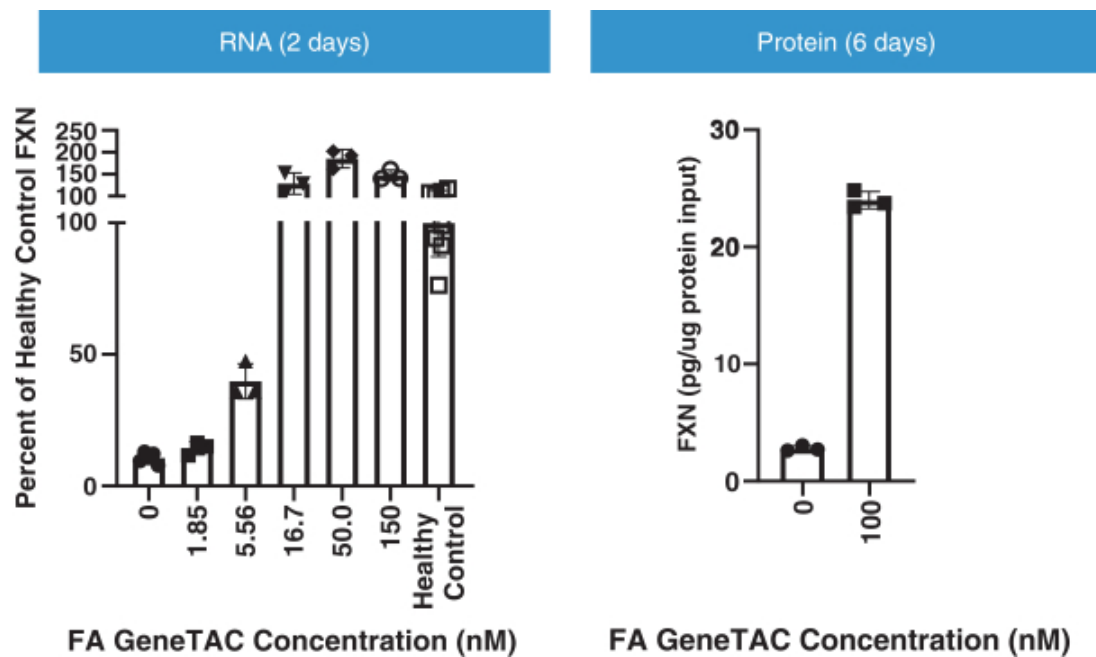 RNA (2 days)
Protein (6 days)
Percent of Healthy Control FXN
250
200
150
100
100
50
0
0
1.85
5.56
16.7
50.0
150
Healthy
Control
FA GeneTAC Concentration (nM)
FXN (pg/ug protein input)
30
20
10
0
0
100
FA GeneTAC Concentration (nM)